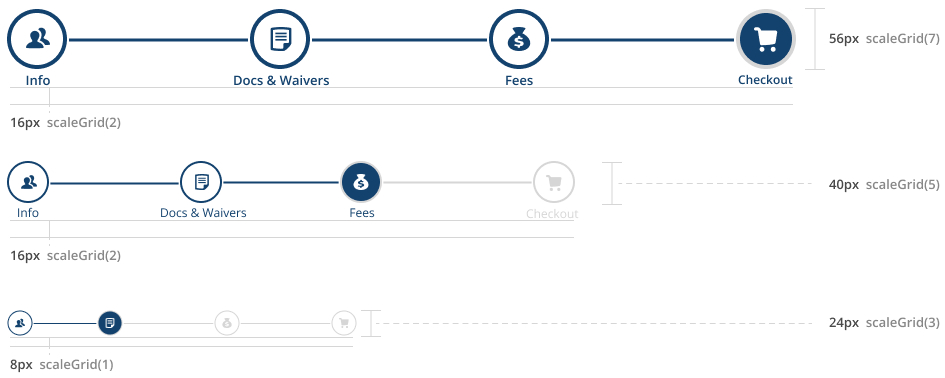 56px scaleGrid(7)
Info Docs & Waivers Fees Checkout
16px scaleGrid(2)
40px scaleGrid(5)
Info Docs & Waivers Fees Checkout
16px scaleGrid(2)
24px scaleGrid(3)
8px scaleGrid(1)